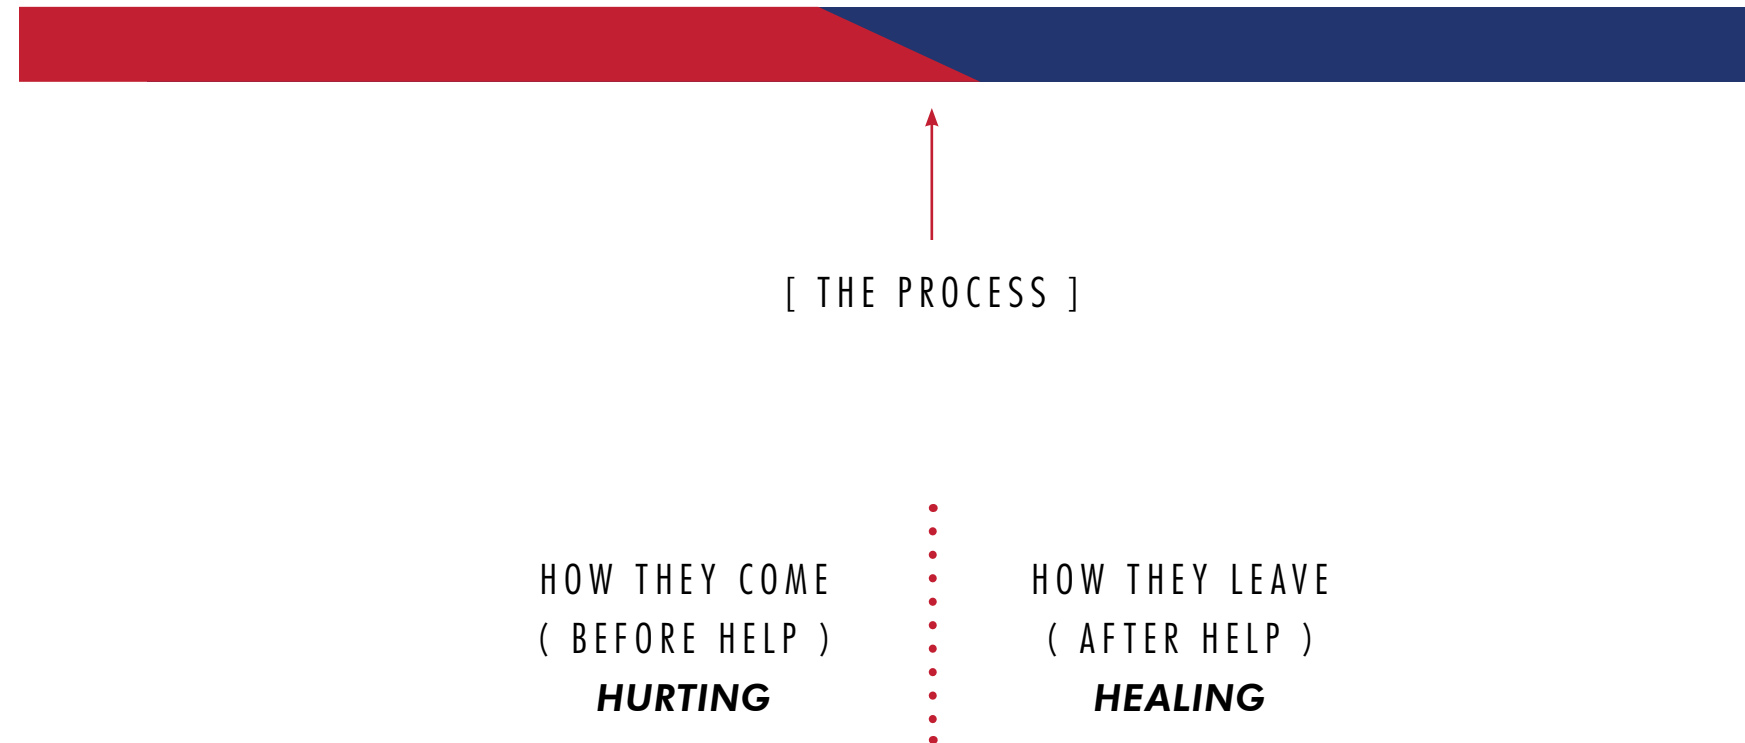 [ THE PROCESS ]
HOW THEY COME
( BEFORE HELP )
HURTING
HOW THEY LEAVE
( AFTER HELP )
HEALING